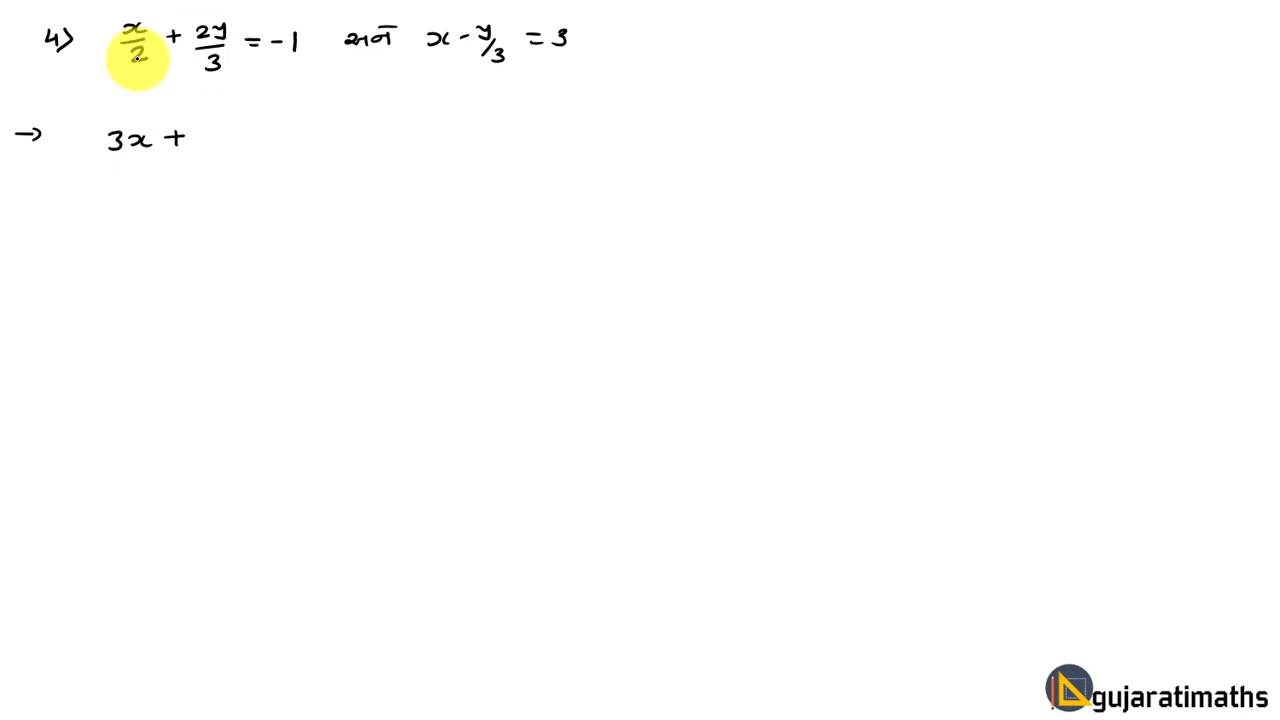 4) x/2 + 2y/3 = -1 અને x - y/3 = 3
→ 3x +
gujaratimaths